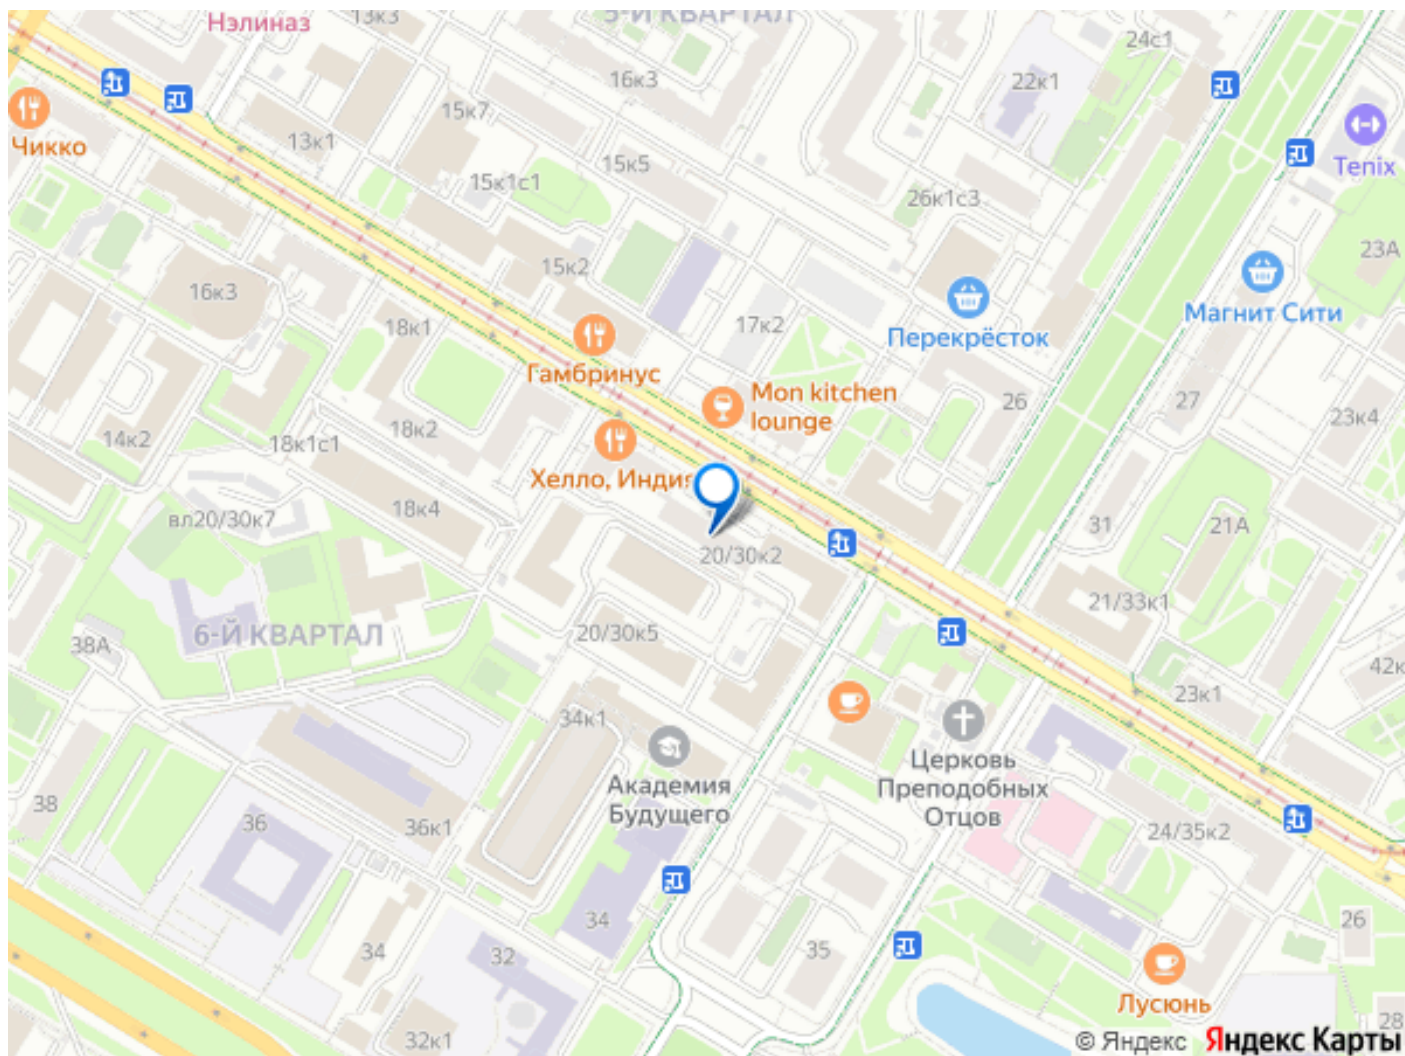 Нэлиназ
13к3
5-Й КВАРТАЛ
24с1
16к3
22к1
15к7
Чикко
13к1
15к5
Tenix
15к1с1
26к1с3
23А
15к2
16к3
Магнит Сити
18к1
17к2
Перекрёсток
Гамбринус
Mon kitchen
lounge
26
27
23к4
14к2
18к1с1
18к2
Хелло, Индия
18к4
вл20/30к7
31
21А
20/30к2
21/33к1
20/30к5
6-Й КВАРТАЛ
38А
42к
23к1
34к1
Церковь
Преподобных
Отцов
Академия
Будущего
38
36
36к1
24/35к2
34
26
34
32
35
Лусюнь
28
32к1
© Яндекс Яндекс Карты